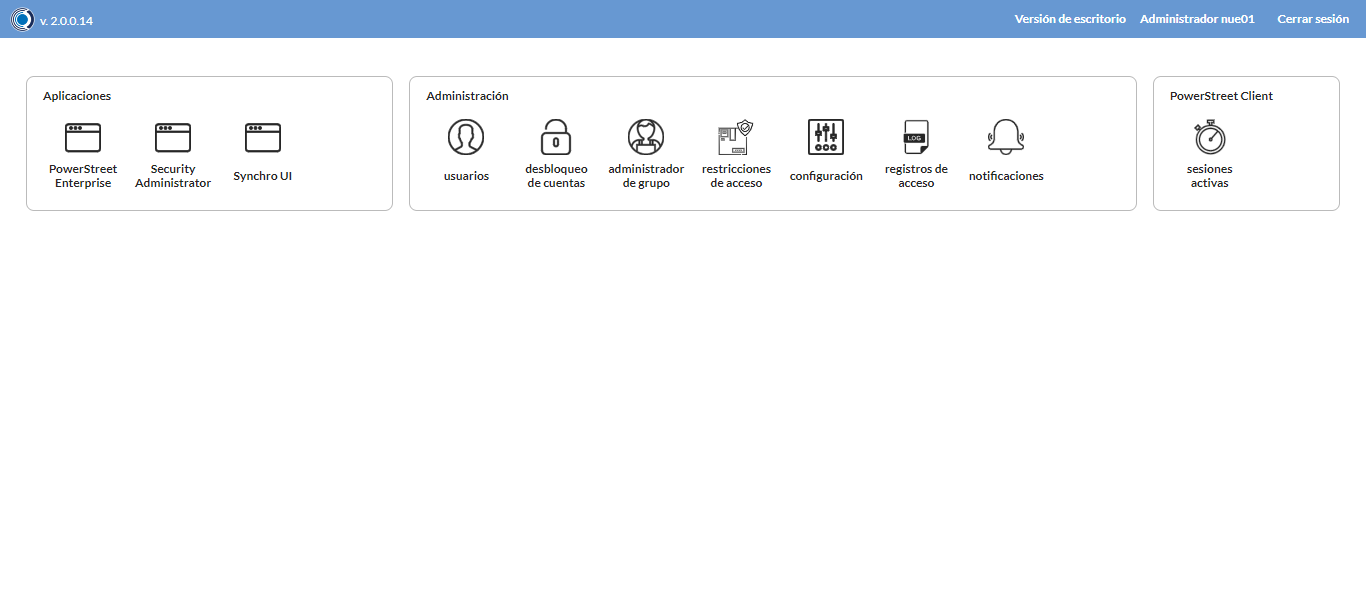 v. 2.0.0.14
Versión de escritorio
Administrador nue01
Cerrar sesión
Aplicaciones
PowerStreet
Enterprise
Security
Administrator
Synchro UI
Administración
usuarios
desbloqueo
de cuentas
administrador
de grupo
restricciones
de acceso
configuración
LOG
registros de
acceso
notificaciones
PowerStreet Client
sesiones
activas